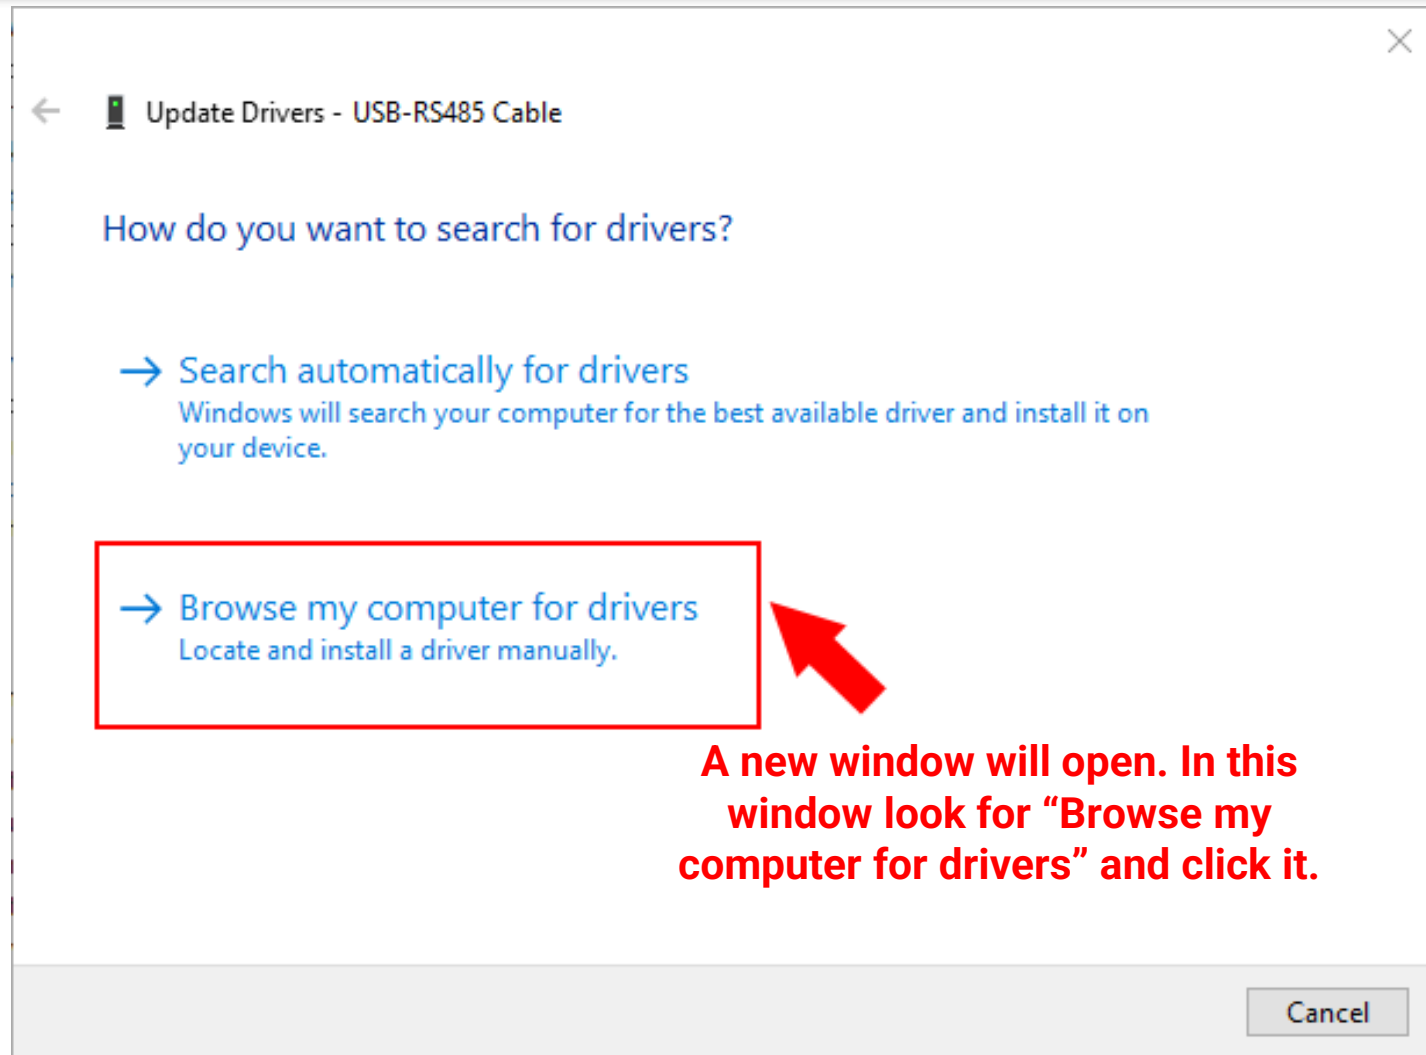 Update Drivers - USB-RS485 Cable
How do you want to search for drivers?
Search automatically for drivers
Windows will search your computer for the best available driver and install it on
your device.
Browse my computer for drivers
Locate and install a driver manually.
A new window will open. In this
window look for “Browse my
computer for drivers” and click it.
Cancel